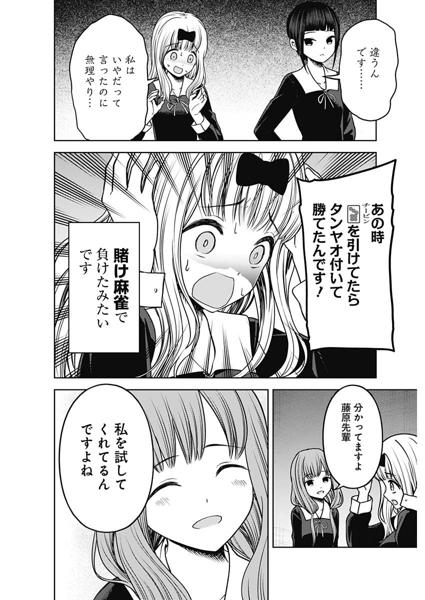 違うん
です……
私は
いやだって
言ったのに
無理やり…
あの時
を引けてたら
タンヤオ付いて
勝てたんです!
賭け麻雀で
負けたみたい
です
分かってますよ
藤原先輩
私を試して
くれてるん
ですよね